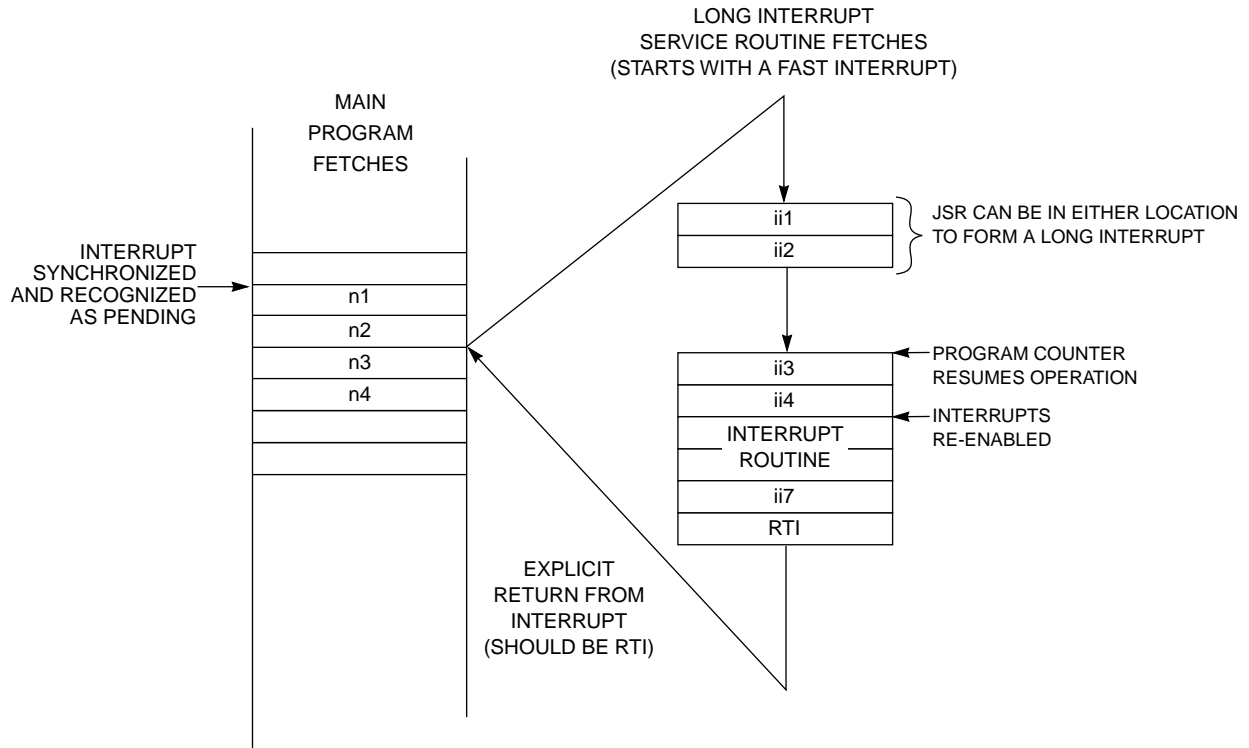 LONG INTERRUPT
SERVICE ROUTINE FETCHES
(STARTS WITH A FAST INTERRUPT)
MAIN
PROGRAM
FETCHES
INTERRUPT
SYNCHRONIZED
AND RECOGNIZED
AS PENDING
n1
n2
n3
n4
ii1
ii2
JSR CAN BE IN EITHER LOCATION
TO FORM A LONG INTERRUPT
ii3
ii4
INTERRUPT
ROUTINE
ii7
RTI
PROGRAM COUNTER
RESUMES OPERATION
INTERRUPTS
RE-ENABLED
EXPLICIT
RETURN FROM
INTERRUPT
(SHOULD BE RTI)